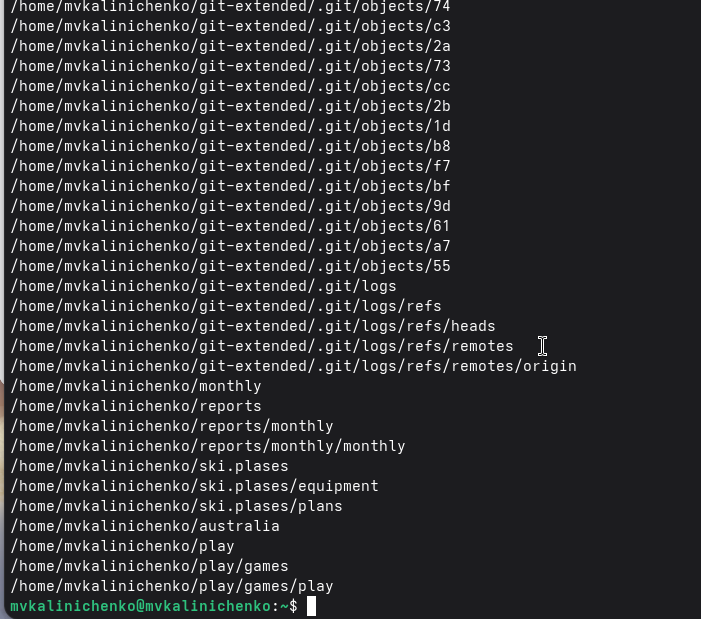 /home/mvkalinichenko/git-extended/.git/objects/74
/home/mvkalinichenko/git-extended/.git/objects/c3
/home/mvkalinichenko/git-extended/.git/objects/2a
/home/mvkalinichenko/git-extended/.git/objects/73
/home/mvkalinichenko/git-extended/.git/objects/cc
/home/mvkalinichenko/git-extended/.git/objects/2b
/home/mvkalinichenko/git-extended/.git/objects/1d
/home/mvkalinichenko/git-extended/.git/objects/b8
/home/mvkalinichenko/git-extended/.git/objects/f7
/home/mvkalinichenko/git-extended/.git/objects/bf
/home/mvkalinichenko/git-extended/.git/objects/9d
/home/mvkalinichenko/git-extended/.git/objects/61
/home/mvkalinichenko/git-extended/.git/objects/a7
/home/mvkalinichenko/git-extended/.git/objects/55
/home/mvkalinichenko/git-extended/.git/logs
/home/mvkalinichenko/git-extended/.git/logs/refs
/home/mvkalinichenko/git-extended/.git/logs/refs/heads
/home/mvkalinichenko/git-extended/.git/logs/refs/remotes
/home/mvkalinichenko/git-extended/.git/logs/refs/remotes/origin
/home/mvkalinichenko/monthly
/home/mvkalinichenko/reports
/home/mvkalinichenko/reports/monthly
/home/mvkalinichenko/reports/monthly/monthly
/home/mvkalinichenko/ski.plases
/home/mvkalinichenko/ski.plases/equipment
/home/mvkalinichenko/ski.plases/plans
/home/mvkalinichenko/australia
/home/mvkalinichenko/play
/home/mvkalinichenko/play/games
/home/mvkalinichenko/play/games/play
mvkalinichenko@mvkalinichenko:~$